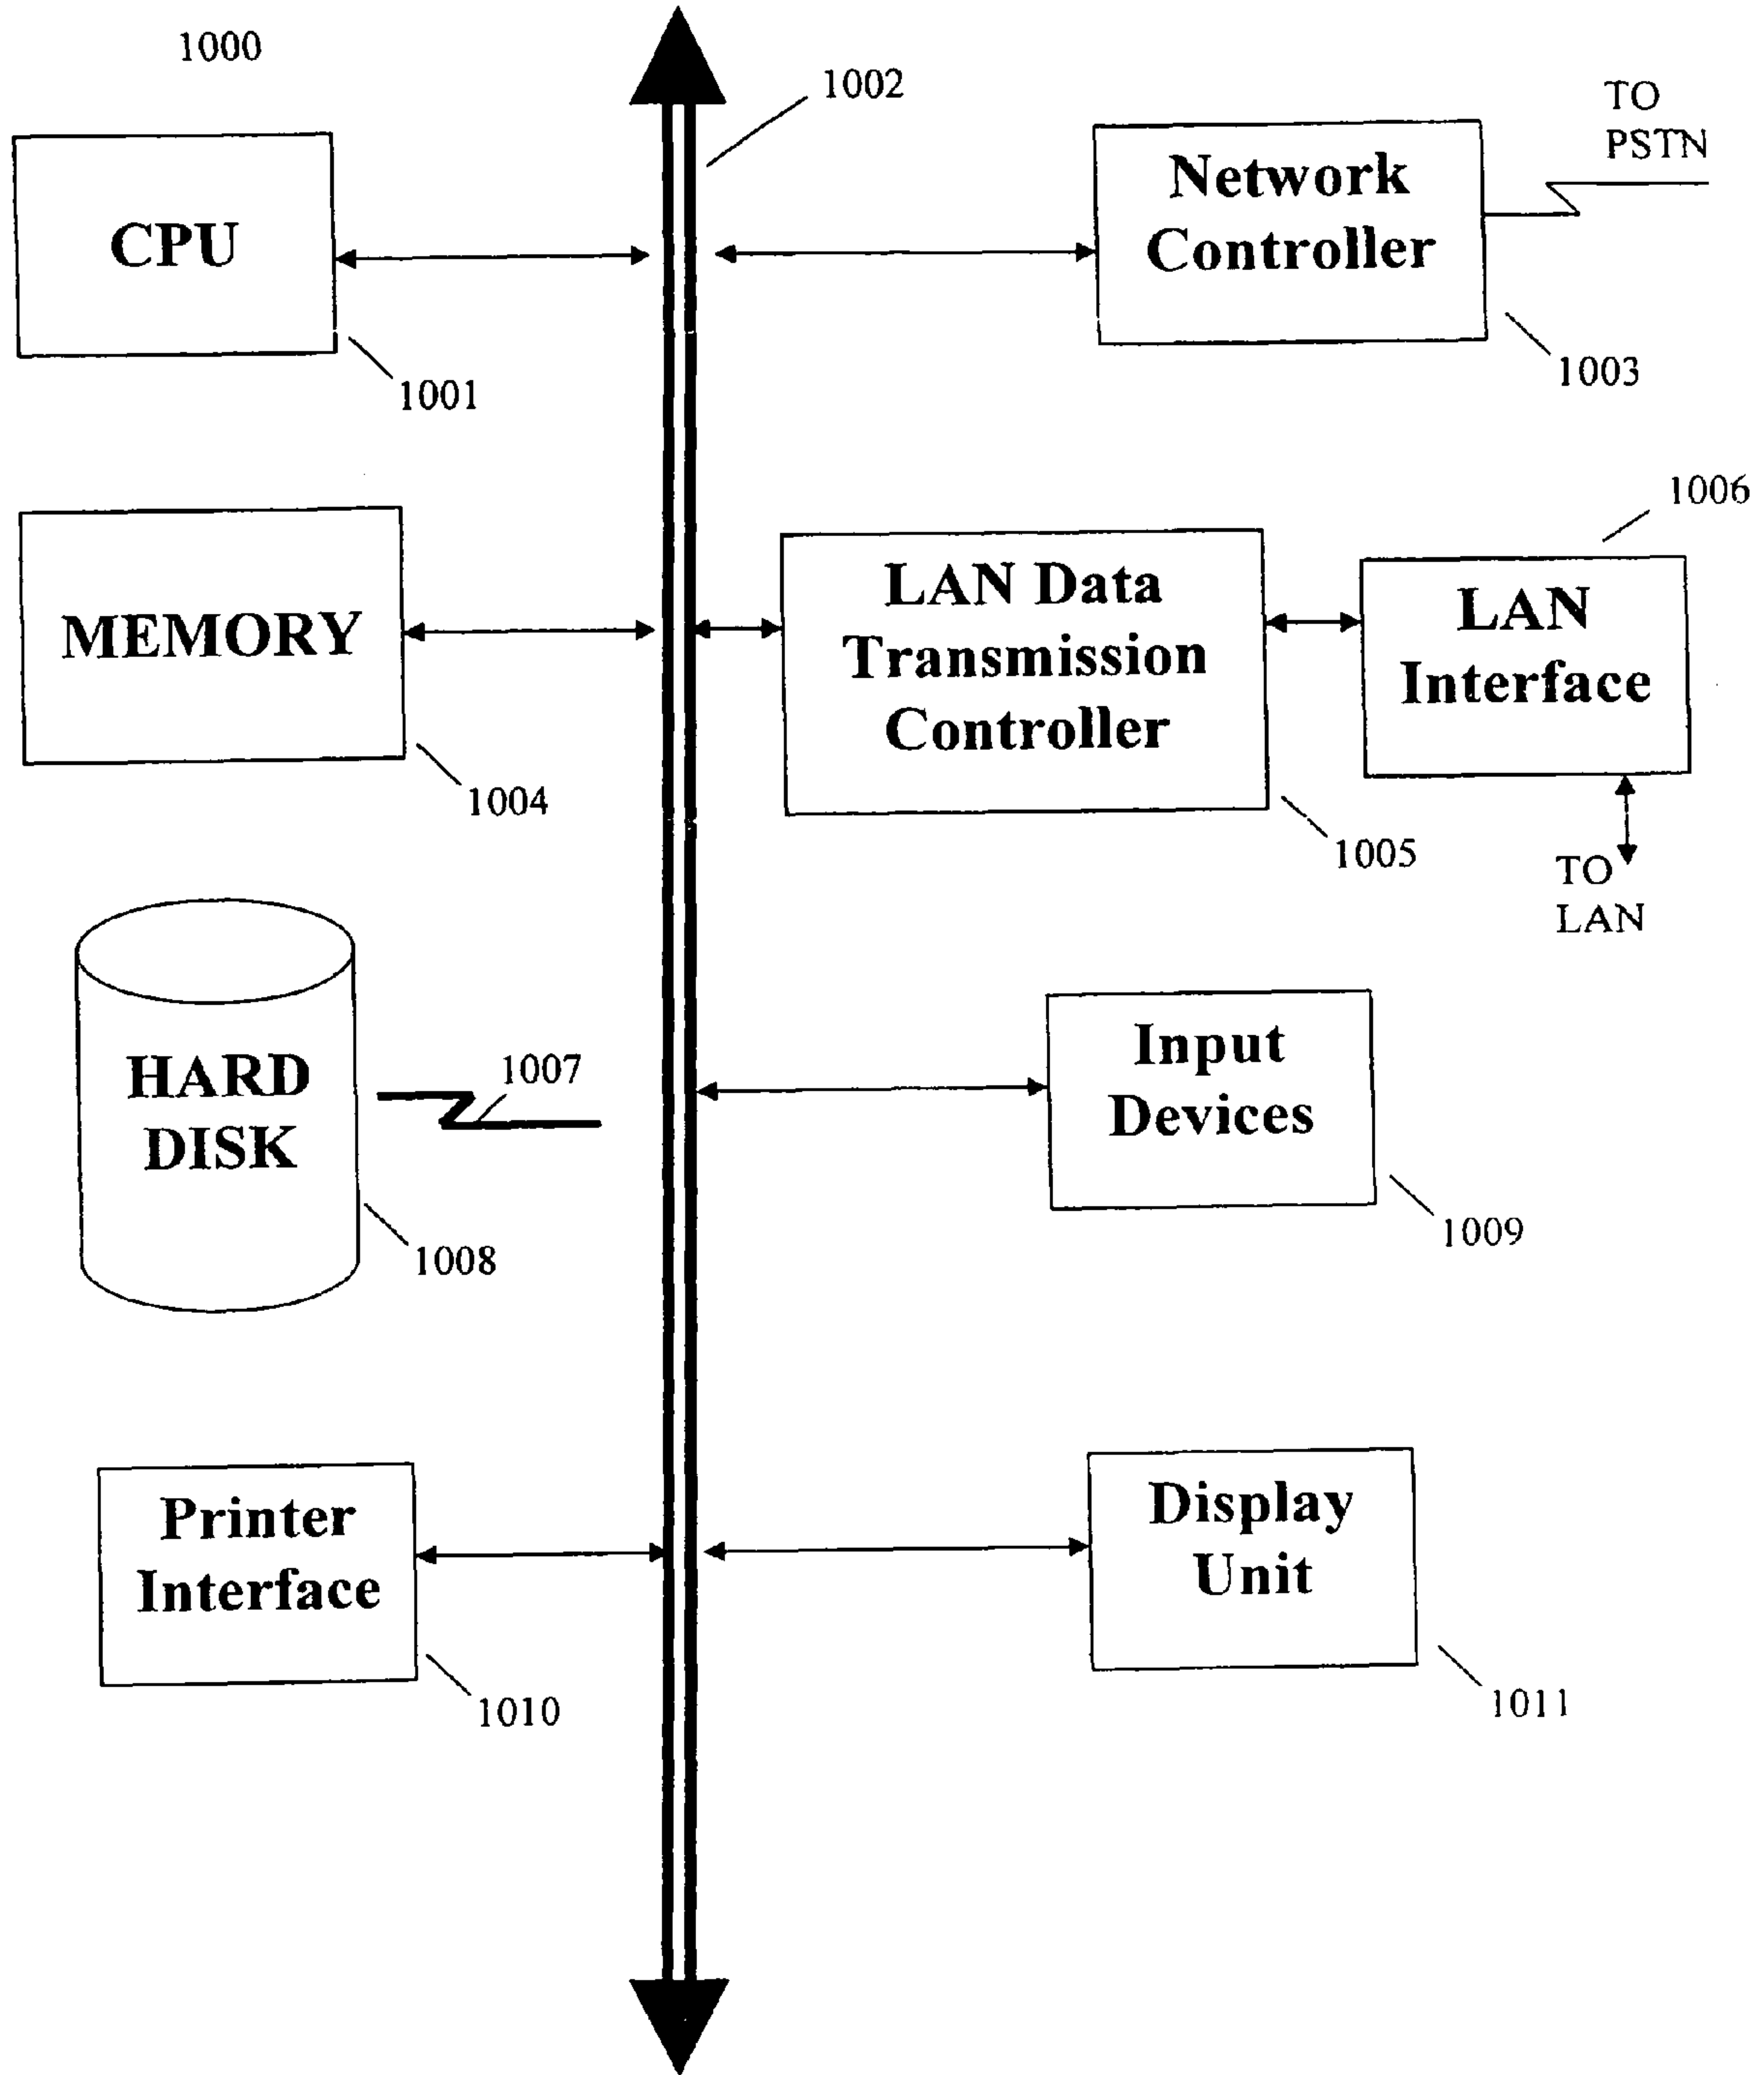 1000
1002
TO
PSTN
CPU
Network
Controller
1001
1003
1006
MEMORY
LAN Data
Transmission
Controller
LAN
Interface
1004
1005
TO
LAN
HARD
DISK
1007
Input
Devices
1008
1009
Printer
Interface
Display
Unit
1010
1011